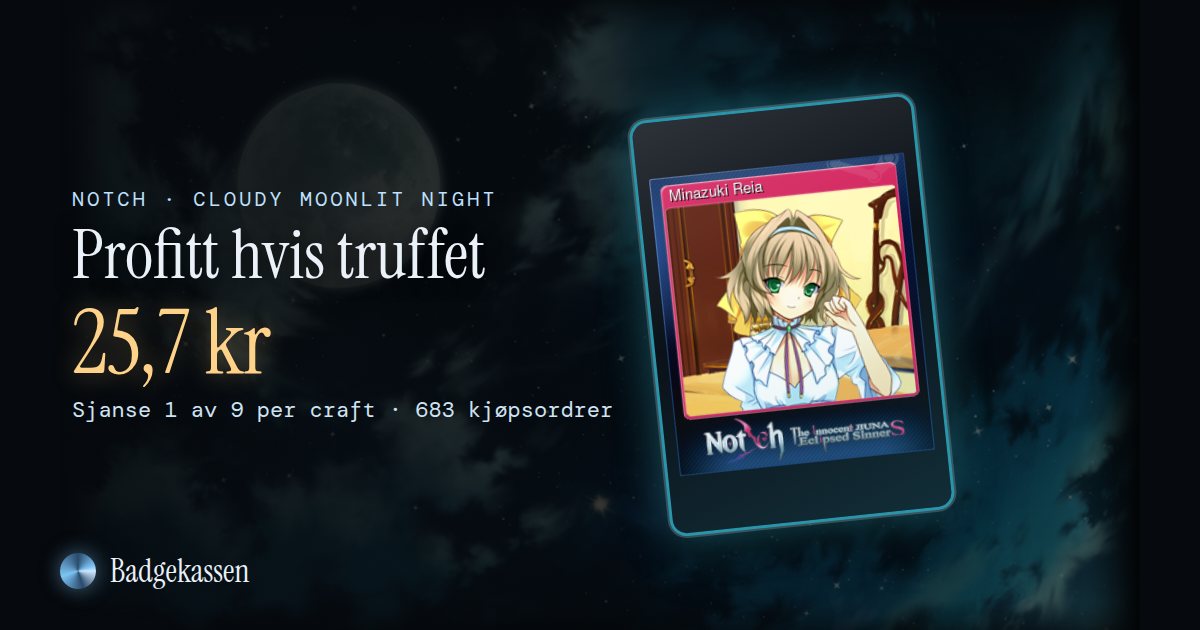 NOTCH · CLOUDY MOONLIT NIGHT
Profitt hvis truffet
25,7 kr
Sjanse 1 av 9 per craft · 683 kjøpsordrer
Minazuki Reia
Notch The Innocent LUNA
Eclipsed SinnerS
Badgekassen